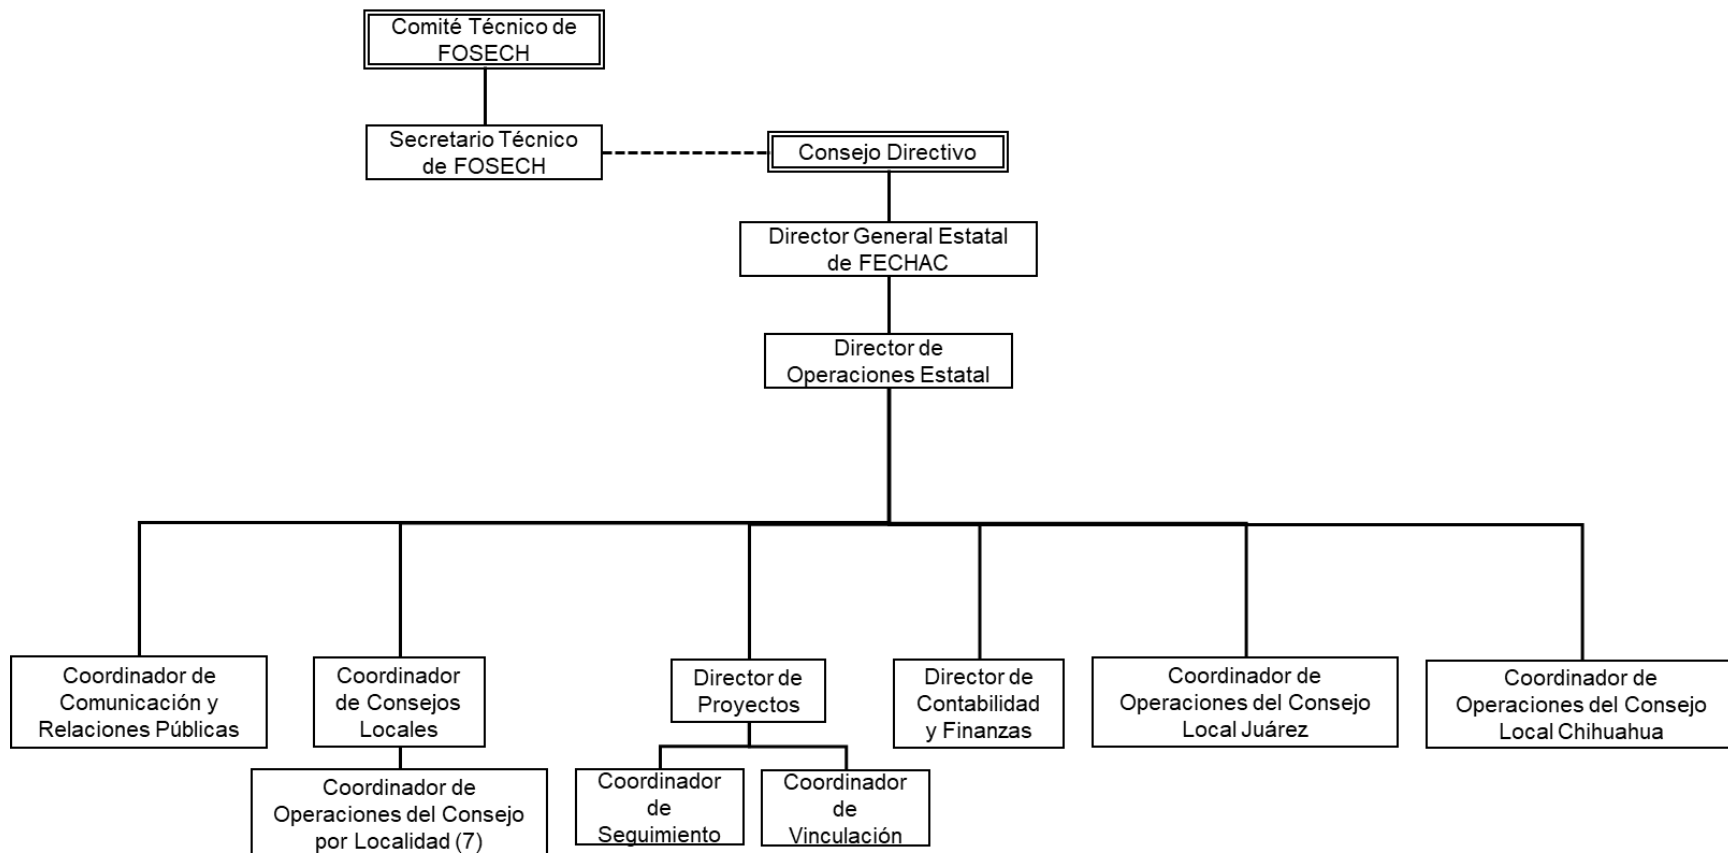 Comité Técnico de
FOSECH
Secretario Técnico
de FOSECH
Consejo Directivo
Director General Estatal
de FECHAC
Director de
Operaciones Estatal
Coordinador de
Comunicación y
Relaciones Públicas
Coordinador
de Consejos
Locales
Director de
Proyectos
Director de
Contabilidad
y Finanzas
Coordinador de
Operaciones del Consejo
Local Juárez
Coordinador de
Operaciones del Consejo
Local Chihuahua
Coordinador de
Operaciones del Consejo
por Localidad (7)
Coordinador
de
Seguimiento
Coordinador
de
Vinculación